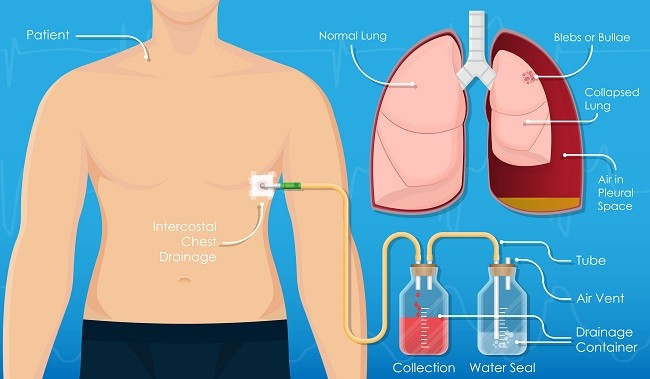 Patient
Normal Lung
Blebs or Bullae
Collapsed
Lung
Air in
Pleural
Space
Intercostal
Chest
Drainage
Tube
Air Vent
Drainage
Container
Collection
Water Seal